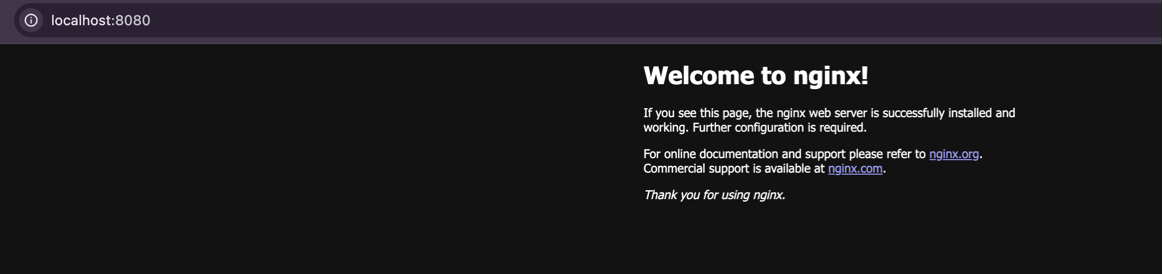 localhost:8080
Welcome to nginx!
If you see this page, the nginx web server is successfully installed and
working. Further configuration is required.
For online documentation and support please refer to nginx.org.
Commercial support is available at nginx.com.
Thank you for using nginx.